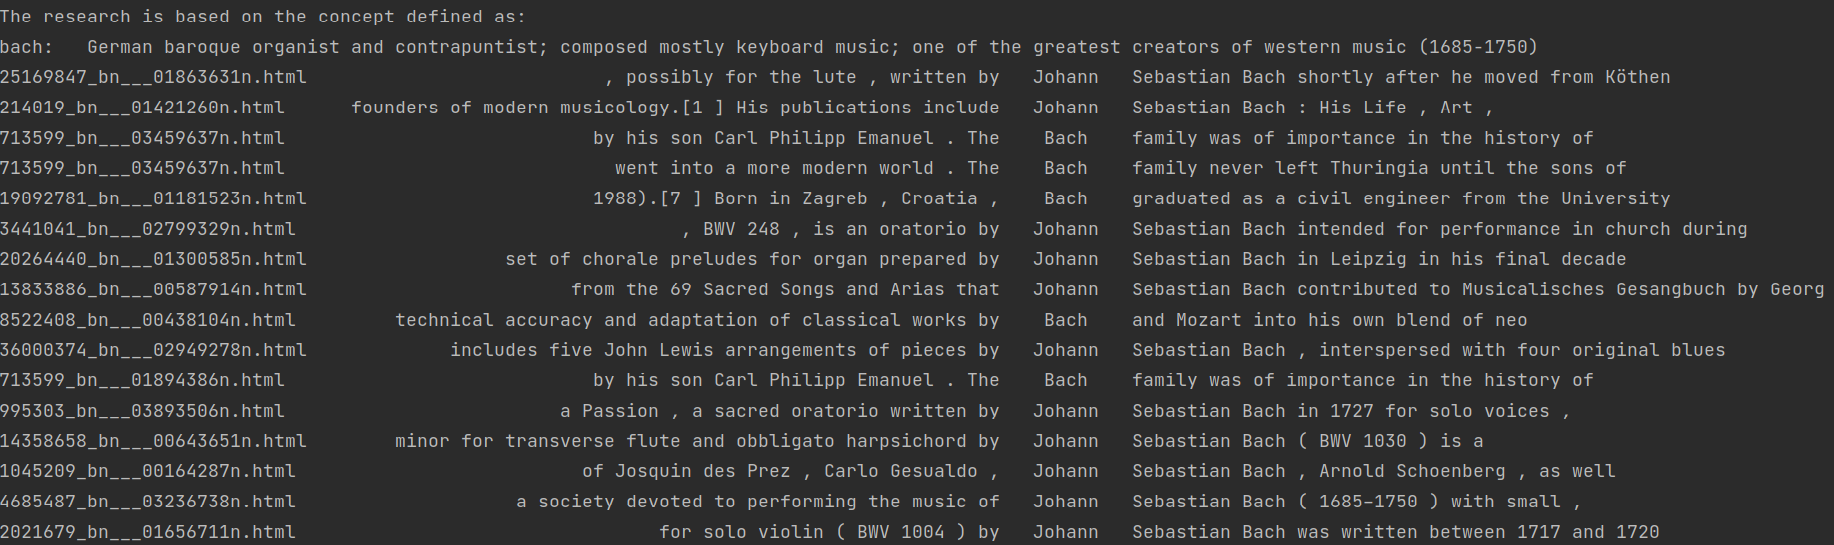 The research is based on the concept defined as:
bach:   German baroque organist and contrapuntist; composed mostly keyboard music; one of the greatest creators of western music (1685-1750)
25169847_bn___01863631n.html , possibly for the lute , written by Johann Sebastian Bach shortly after he moved from Köthen
214019_bn___01421260n.html founders of modern musicology.[1 ] His publications include Johann Sebastian Bach : His Life , Art ,
713599_bn___03459637n.html by his son Carl Philipp Emanuel . The Bach family was of importance in the history of
713599_bn___03459637n.html went into a more modern world . The Bach family never left Thuringia until the sons of
19092781_bn___01181523n.html 1988).[7 ] Born in Zagreb , Croatia , Bach graduated as a civil engineer from the University
3441041_bn___02799329n.html , BWV 248 , is an oratorio by Johann Sebastian Bach intended for performance in church during
20264440_bn___01300585n.html set of chorale preludes for organ prepared by Johann Sebastian Bach in Leipzig in his final decade
13833886_bn___00587914n.html from the 69 Sacred Songs and Arias that Johann Sebastian Bach contributed to Musicalisches Gesangbuch by Georg
8522408_bn___00438104n.html technical accuracy and adaptation of classical works by Bach and Mozart into his own blend of neo
36000374_bn___02949278n.html includes five John Lewis arrangements of pieces by Johann Sebastian Bach , interspersed with four original blues
713599_bn___01894386n.html by his son Carl Philipp Emanuel . The Bach family was of importance in the history of
995303_bn___03893506n.html a Passion , a sacred oratorio written by Johann Sebastian Bach in 1727 for solo voices ,
14358658_bn___00643651n.html minor for transverse flute and obbligato harpsichord by Johann Sebastian Bach ( BWV 1030 ) is a
1045209_bn___00164287n.html of Josquin des Prez , Carlo Gesualdo , Johann Sebastian Bach , Arnold Schoenberg , as well
4685487_bn___03236738n.html a society devoted to performing the music of Johann Sebastian Bach ( 1685–1750 ) with small ,
2021679_bn___01656711n.html for solo violin ( BWV 1004 ) by Johann Sebastian Bach was written between 1717 and 1720